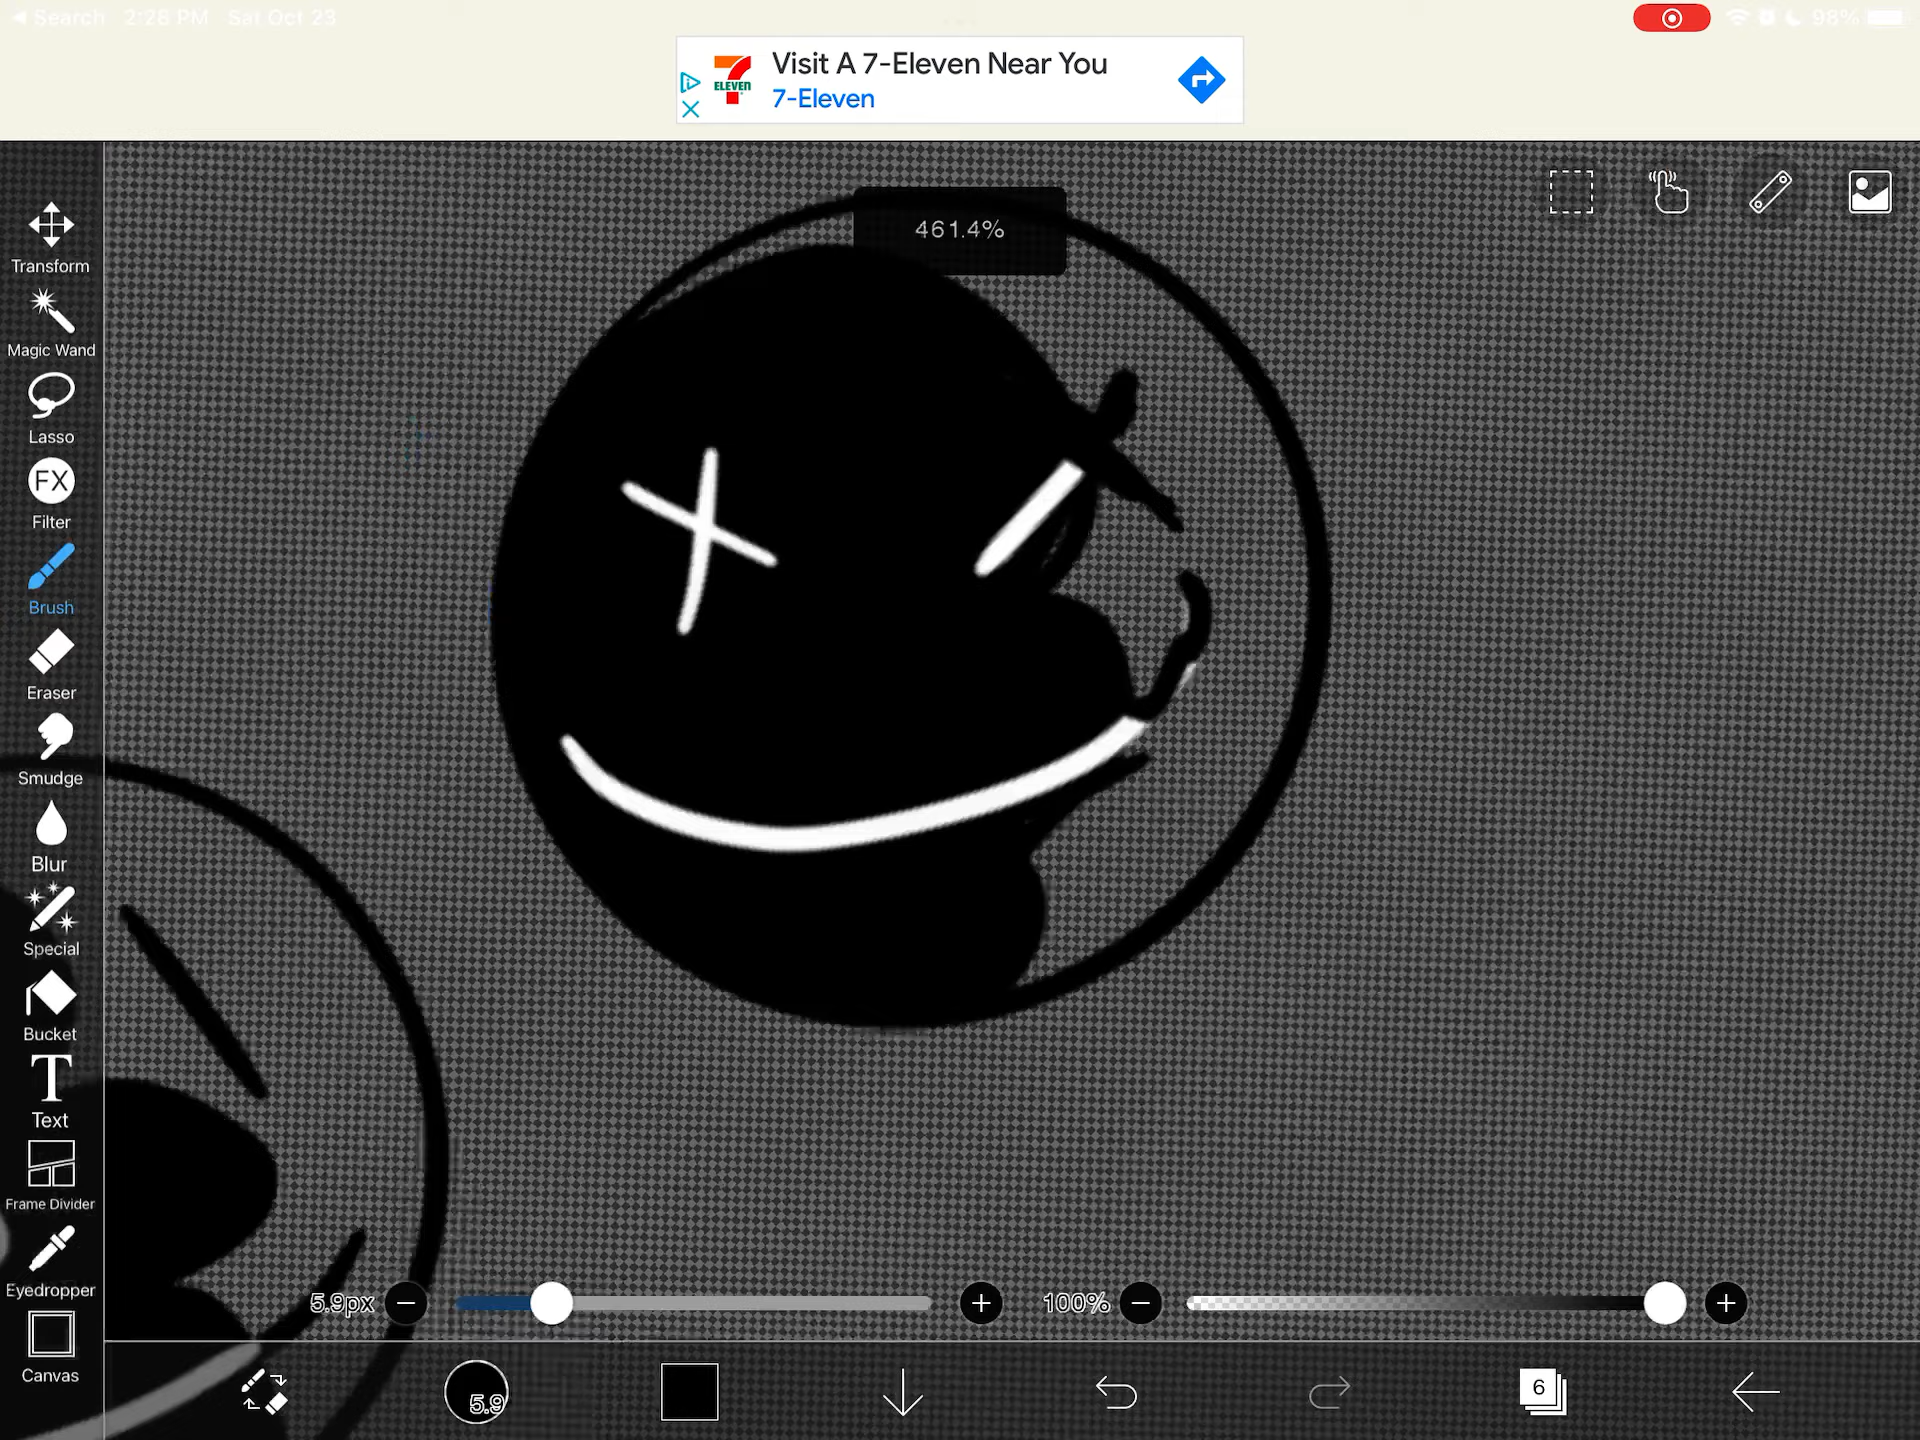 Search 2:28 PM Sat Oct 23 98%
Visit A 7-Eleven Near You
7-Eleven
7
ELEVEN
461.4%
Transform
Magic Wand
Lasso
FX
Filter
Brush
Eraser
Smudge
Blur
Special
Bucket
T
Text
Frame Divider
Eyedropper
Canvas
5.9px
100%
5.9
6